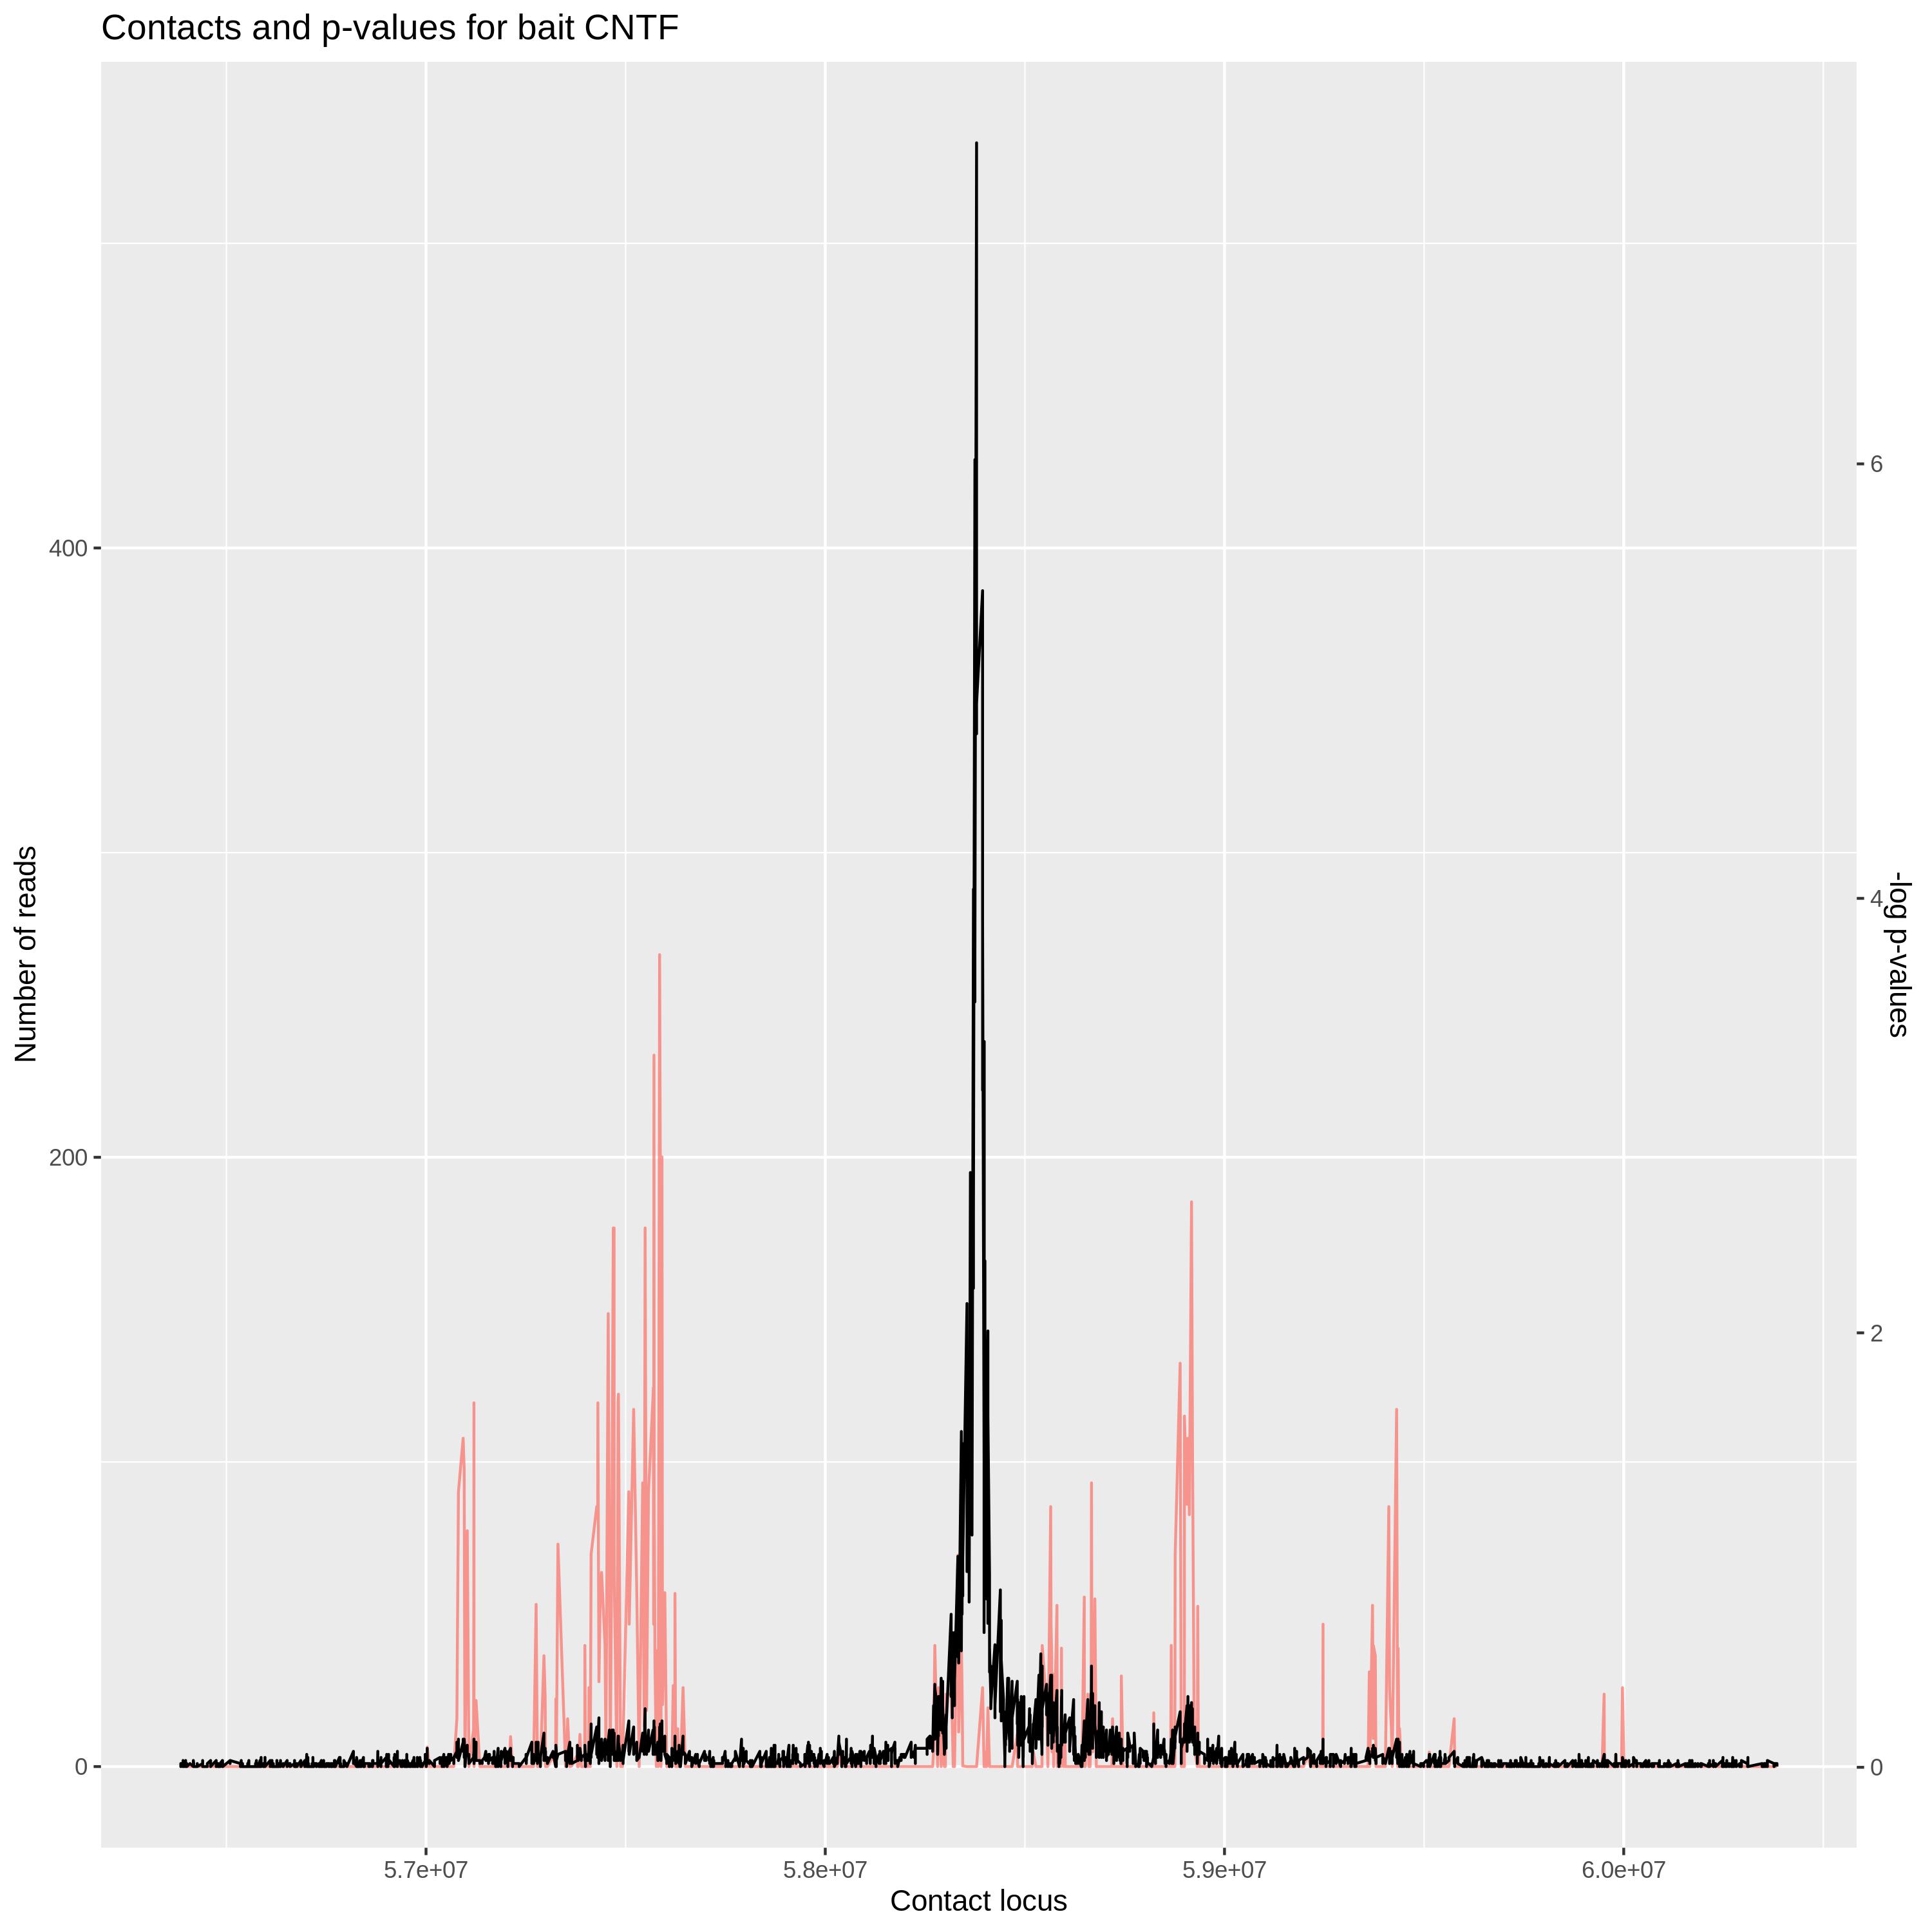 Contacts and p-values for bait CNTF
Number of reads
400
200
0
6
4
2
0
-log p-values
5.7e+07 5.8e+07 5.9e+07 6.0e+07
Contact locus